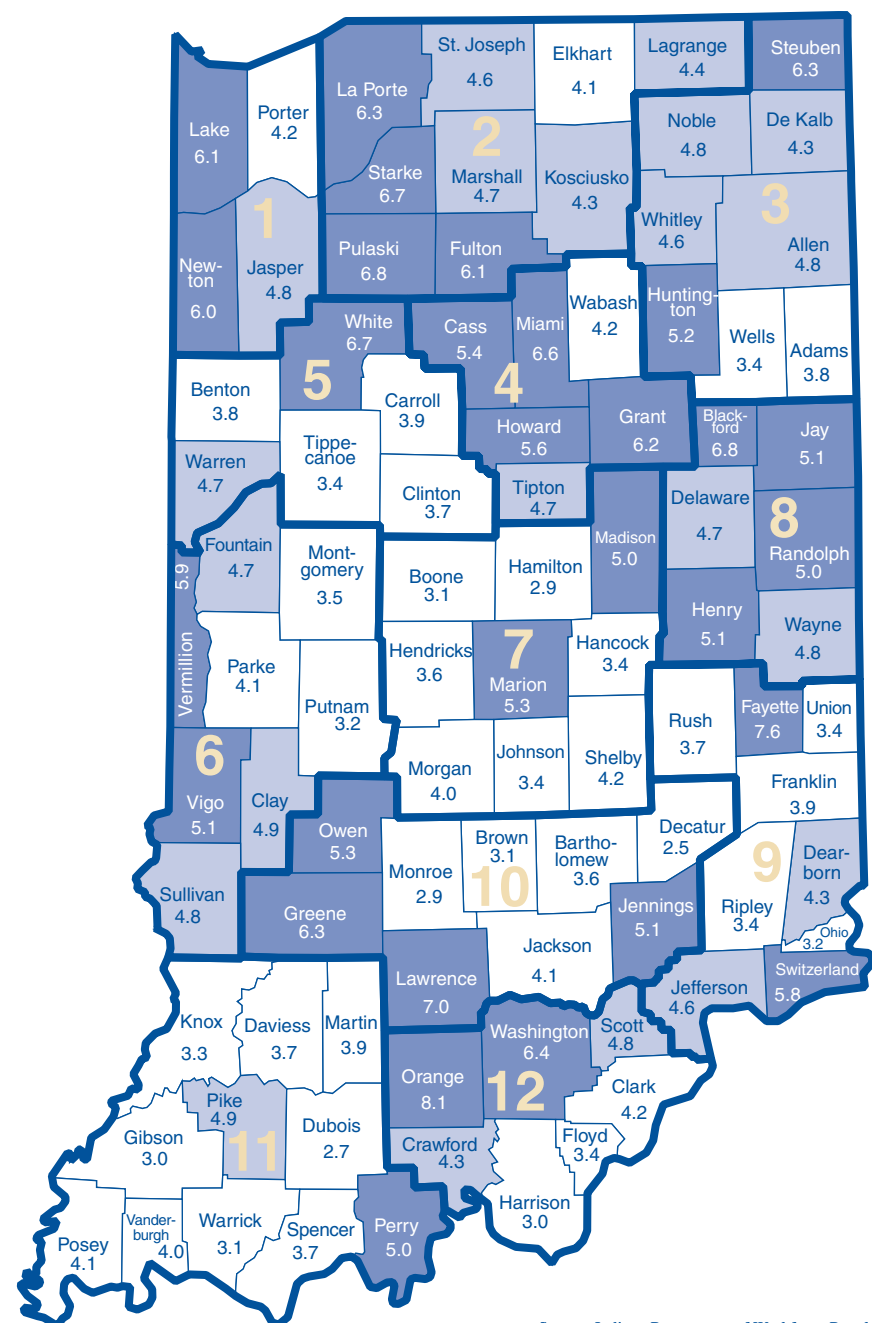 St. Joseph
4.6
Elkhart
4.1
Lagrange
4.4
Steuben
6.3
La Porte
6.3
Porter
4.2
Lake
6.1
Noble
4.8
De Kalb
4.3
2
Starke
6.7
Marshall
4.7
Kosciusko
4.3
3
1
Whitley
4.6
Allen
4.8
Pulaski
6.8
Fulton
6.1
New-
ton
6.0
Jasper
4.8
Wabash
4.2
Hunting-
ton
5.2
White
6.7
Cass
5.4
Miami
6.6
Wells
3.4
Adams
3.8
5
4
Benton
3.8
Carroll
3.9
Howard
5.6
Grant
6.2
Black-
ford
6.8
Jay
5.1
Tippe-
canoe
3.4
Warren
4.7
Clinton
3.7
Tipton
4.7
Delaware
4.7
8
Randolph
5.0
Madison
5.0
Fountain
4.7
Mont-
gomery
3.5
Boone
3.1
Hamilton
2.9
5.9
Vermillion
Henry
5.1
Wayne
4.8
7
Marion
5.3
Hendricks
3.6
Hancock
3.4
Parke
4.1
Putnam
3.2
Rush
3.7
Fayette
7.6
Union
3.4
6
Vigo
5.1
Clay
4.9
Morgan
4.0
Johnson
3.4
Shelby
4.2
Franklin
3.9
Owen
5.3
Monroe
2.9
Brown
3.1
10
Bartho-
lomew
3.6
Decatur
2.5
9
Dear-
born
4.3
Sullivan
4.8
Greene
6.3
Jennings
5.1
Ripley
3.4
Ohio
3.2
Jackson
4.1
Lawrence
7.0
Switzerland
5.8
Jefferson
4.6
Knox
3.3
Daviess
3.7
Martin
3.9
Washington
6.4
Scott
4.8
12
Orange
8.1
Clark
4.2
Pike
4.9
Gibson
3.0
11
Dubois
2.7
Crawford
4.3
Floyd
3.4
Harrison
3.0
Posey
4.1
Vander-
burgh
4.0
Warrick
3.1
Spencer
3.7
Perry
5.0